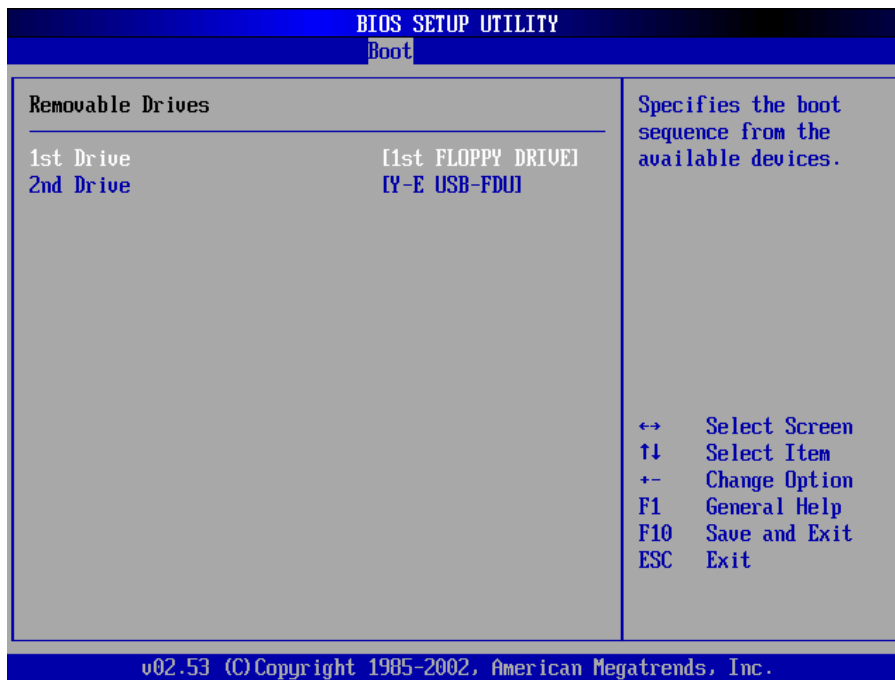 BIOS SETUP UTILITY
Boot
Removable Drives
1st Drive [1st FLOPPY DRIVE]
2nd Drive [Y-E USB-FDU]
Specifies the boot
sequence from the
available devices.
←→ Select Screen
↑↓ Select Item
+- Change Option
F1 General Help
F10 Save and Exit
ESC Exit
v02.53 (C)Copyright 1985-2002, American Megatrends, Inc.